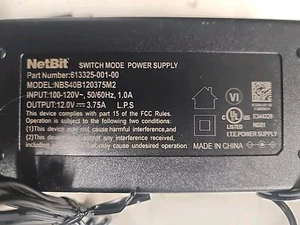 NetBit
SWITCH MODE POWER SUPPLY
Part Number:613325-001-00
MODEL:NBS40B120375M2
INPUT:100-120V~, 50/60Hz, 1.0A
OUTPUT:12.0V⎓ 3.75A L.P.S
This device complies with part 15 of the FCC Rules.
Operation is subject to the following two conditions.
(1) This device may not cause harmful interference, and
(2) This device must accept any interference received,
including interference that may cause undesired operation.
VI
c UL US LISTED
E344329
I.T.E.POWER SUPPLY
MADE IN CHINA